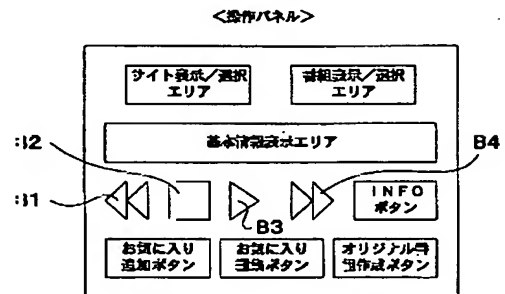 <操作パネル>
サイト表示／選択
エリア
番組表示／選択
エリア
基本情報表示エリア
B2
B4
B1
B3
INFO
ボタン
お気に入り
追加ボタン
お気に入り
ボタン
オリジナル番
組作成ボタン